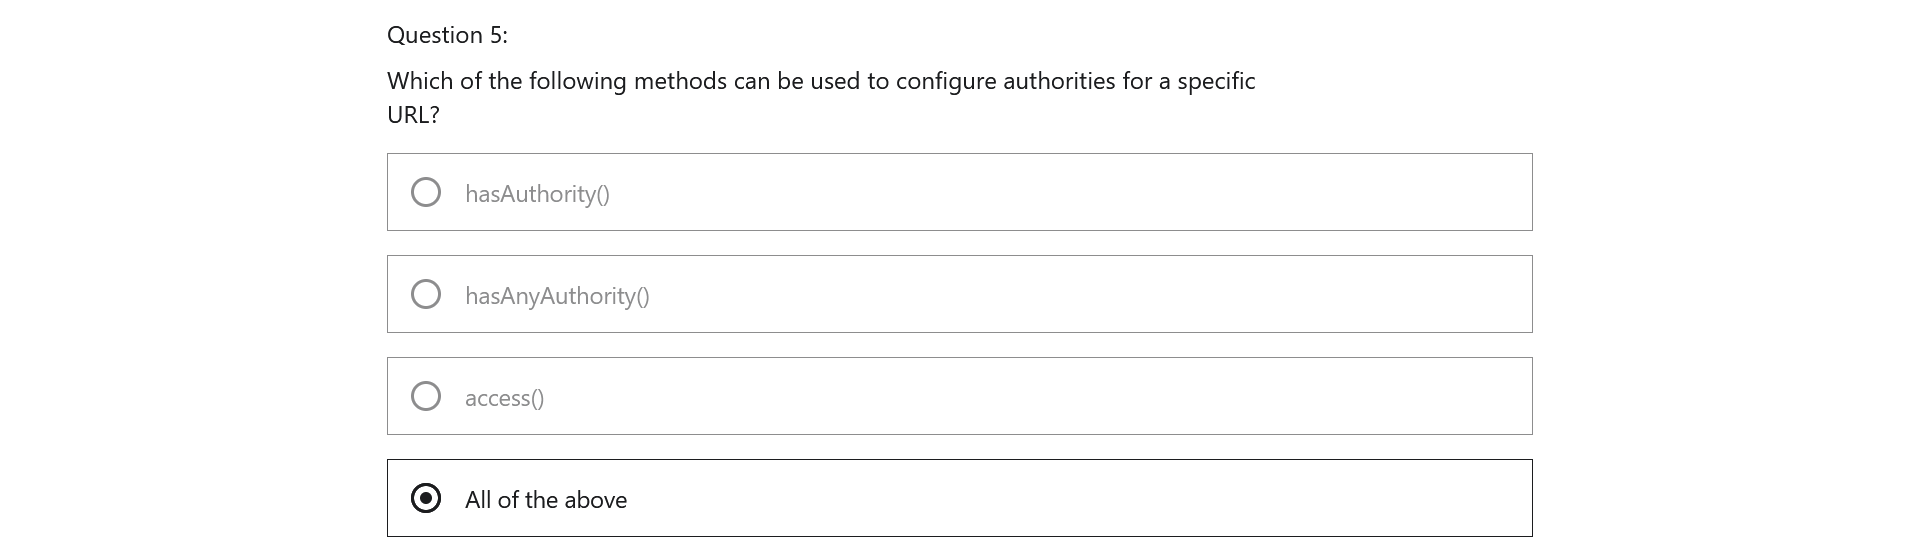 Question 5:
Which of the following methods can be used to configure authorities for a specific
URL?
hasAuthority()
hasAnyAuthority()
access()
All of the above